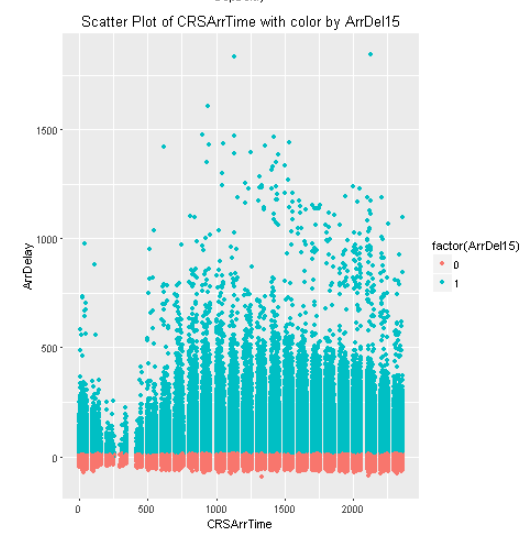 Scatter Plot of CRSArrTime with color by ArrDel15
1500
1000
500
0
ArrDelay
0 500 1000 1500 2000
CRSArrTime
factor(ArrDel15)
0
1